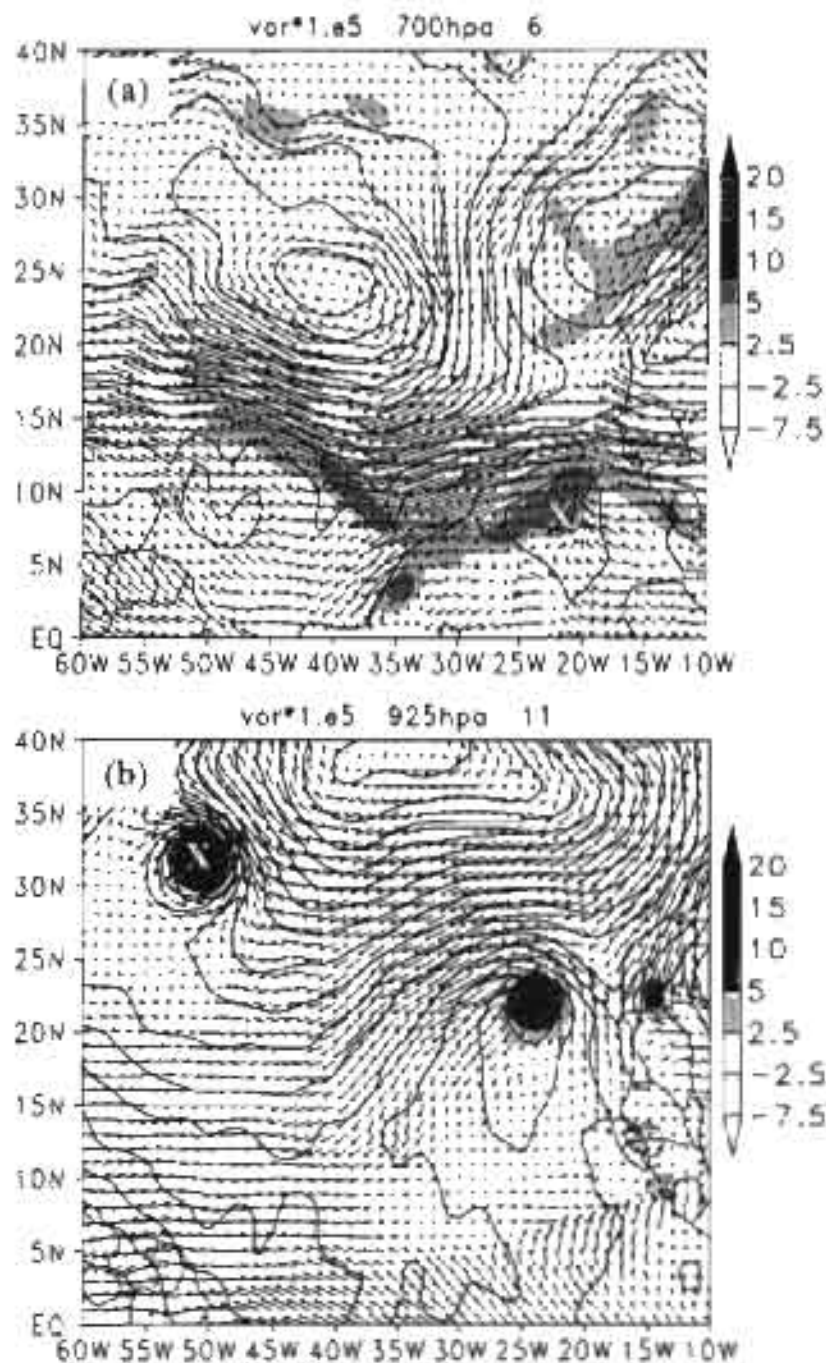 vor*1.e5 700hpa 6
(a)
40N
35N
30N
25N
20N
15N
10N
5N
EQ
60W 55W 50W 45W 40W 35W 30W 25W 20W 15W 10W
20
15
10
5
2.5
-2.5
-7.5
vor*1.e5 925hpa 11
(b)
40N
35N
30N
25N
20N
15N
10N
5N
EQ
60W 55W 50W 45W 40W 35W 30W 25W 20W 15W 10W
20
15
10
5
2.5
-2.5
-7.5